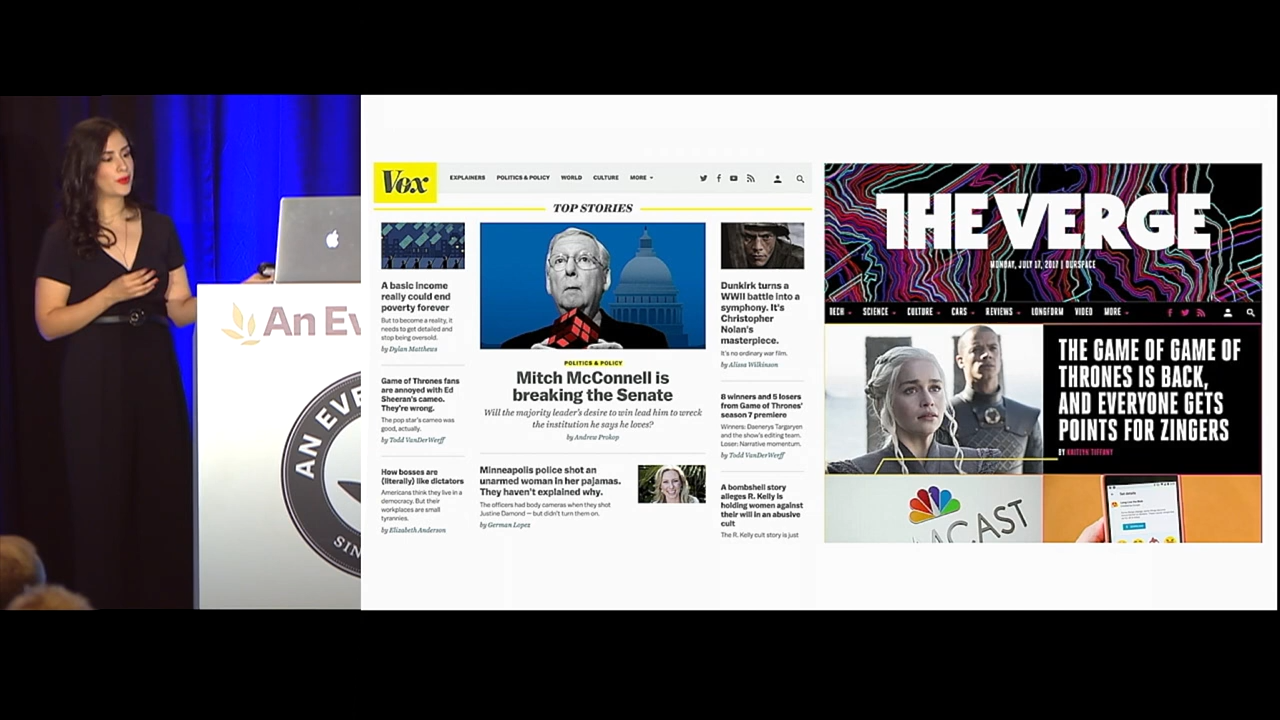 An Ev
AN EVE
SIN
Vox
EXPLAINERS POLITICS & POLICY WORLD CULTURE MORE
TOP STORIES
A basic income
really could end
poverty forever
But to become a reality, it
needs to get detailed and
stop being oversold.
by Dylan Matthews
Game of Thrones fans
are annoyed with Ed
Sheeran's cameo.
They're wrong.
The pop star's cameo was
good, actually.
by Todd VanDerWerff
How bosses are
(literally) like dictators
Americans think they live in a
democracy. But their
workplaces are small
tyrannies.
by Elizabeth Anderson
POLITICS & POLICY
Mitch McConnell is
breaking the Senate
Will the majority leader's desire to win lead him to wreck
the institution he says he loves?
by Andrew Prokop
Minneapolis police shot an
unarmed woman in her pajamas.
They haven't explained why.
The officers had body cameras when they shot
Justine Damond — but didn't turn them on.
by German Lopez
Dunkirk turns a
WWII battle into a
symphony. It's
Christopher
Nolan's
masterpiece.
It's no ordinary war film.
by Alissa Wilkinson
8 winners and 5 losers
from Game of Thrones'
season 7 premiere
Winners: Daenerys Targaryen
and the show's editing team.
Loser: Narrative momentum.
by Todd VanDerWerff
A bombshell story
alleges R. Kelly is
holding women against
their will in an abusive
cult
The R. Kelly cult story is just
THE VERGE
MONDAY, JULY 17, 2017 | OURSPACE
TECH SCIENCE CULTURE CARS REVIEWS LONGFORM VIDEO MORE
THE GAME OF GAME OF
THRONES IS BACK,
AND EVERYONE GETS
POINTS FOR ZINGERS
BY KAITLYN TIFFANY
MCAST